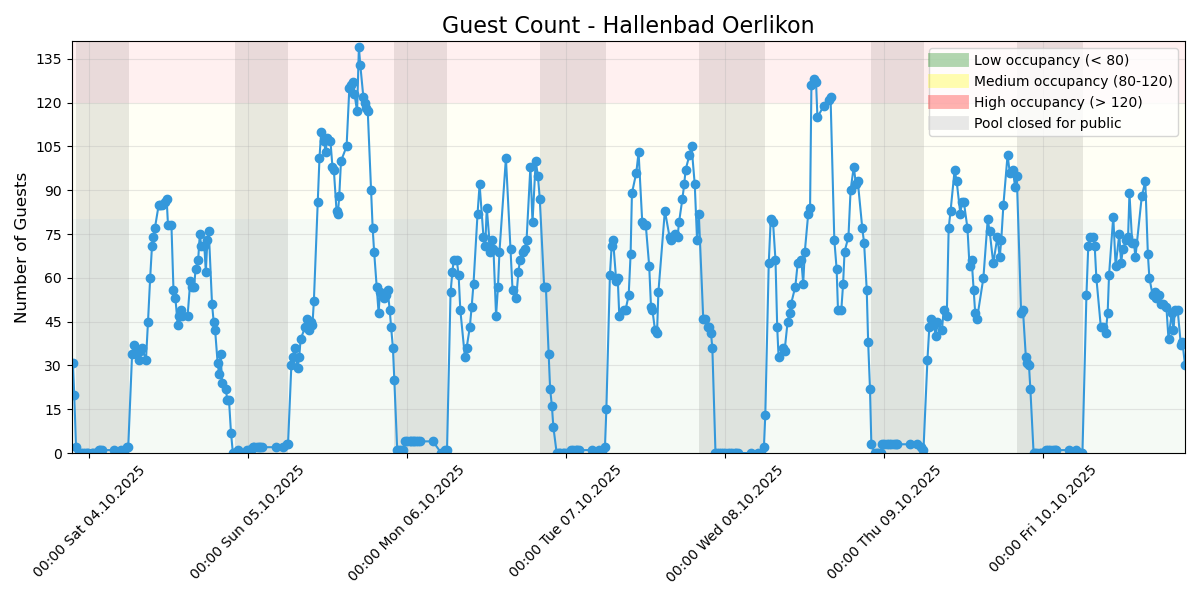 Guest Count - Hallenbad Oerlikon
Number of Guests
135
120
105
90
75
60
45
30
15
0
Low occupancy (< 80)
Medium occupancy (80-120)
High occupancy (> 120)
Pool closed for public
00:00 Sat 04.10.2025
00:00 Sun 05.10.2025
00:00 Mon 06.10.2025
00:00 Tue 07.10.2025
00:00 Wed 08.10.2025
00:00 Thu 09.10.2025
00:00 Fri 10.10.2025